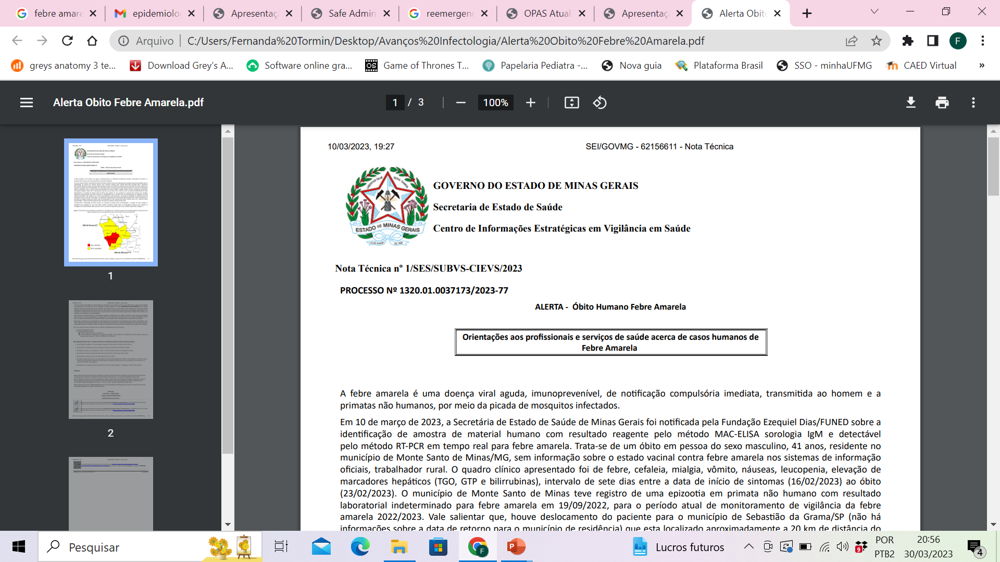 febre amare
epidemiolog
Apresentaç
Safe Admin
reemergenc
OPAS Atual
Apresentaç
Alerta Obito
Arquivo
C:/Users/Fernanda%20Tormin/Desktop/Avanços%20Infectologia/Alerta%20Obito%20Febre%20Amarela.pdf
F
greys anatomy 3 te...
Download Grey's A...
Software online gra...
Game of Thrones T...
Papelaria Pediatra -...
Nova guia
Plataforma Brasil
SSO - minhaUFMG
CAED Virtual
»
Alerta Obito Febre Amarela.pdf
1 / 3
100%
1
2
10/03/2023, 19:27
SEI/GOVMG - 62156611 - Nota Técnica
ESTADO DE MINAS GERAIS
GOVERNO DO ESTADO DE MINAS GERAIS
Secretaria de Estado de Saúde
Centro de Informações Estratégicas em Vigilância em Saúde
Nota Técnica nº 1/SES/SUBVS-CIEVS/2023
PROCESSO Nº 1320.01.0037173/2023-77
ALERTA - Óbito Humano Febre Amarela
Orientações aos profissionais e serviços de saúde acerca de casos humanos de
Febre Amarela
A febre amarela é uma doença viral aguda, imunoprevenível, de notificação compulsória imediata, transmitida ao homem e a
primatas não humanos, por meio da picada de mosquitos infectados.
Em 10 de março de 2023, a Secretária de Estado de Saúde de Minas Gerais foi notificada pela Fundação Ezequiel Dias/FUNED sobre a
identificação de amostra de material humano com resultado reagente pelo método MAC-ELISA sorologia IgM e detectável
pelo método RT-PCR em tempo real para febre amarela. Trata-se de um óbito em pessoa do sexo masculino, 41 anos, residente no
município de Monte Santo de Minas/MG, sem informação sobre o estado vacinal contra febre amarela nos sistemas de informação
oficiais, trabalhador rural. O quadro clínico apresentado foi de febre, cefaleia, mialgia, vômito, náuseas, leucopenia, elevação de
marcadores hepáticos (TGO, GTP e bilirrubinas), intervalo de sete dias entre a data de início de sintomas (16/02/2023) ao óbito
(23/02/2023). O município de Monte Santo de Minas teve registro de uma epizootia em primata não humano com resultado
laboratorial indeterminado para febre amarela em 19/09/2022, para o período atual de monitoramento de vigilância da febre
amarela 2022/2023. Vale salientar que, houve deslocamento do paciente para o município de Sebastião da Grama/SP (não há
informações sobre a data de retorno para o município de residência) que esta localizado aproximadamente a 20 km de distância do
Pesquisar
Lucros futuros
9
POR
PTB2
20:56
30/03/2023
4